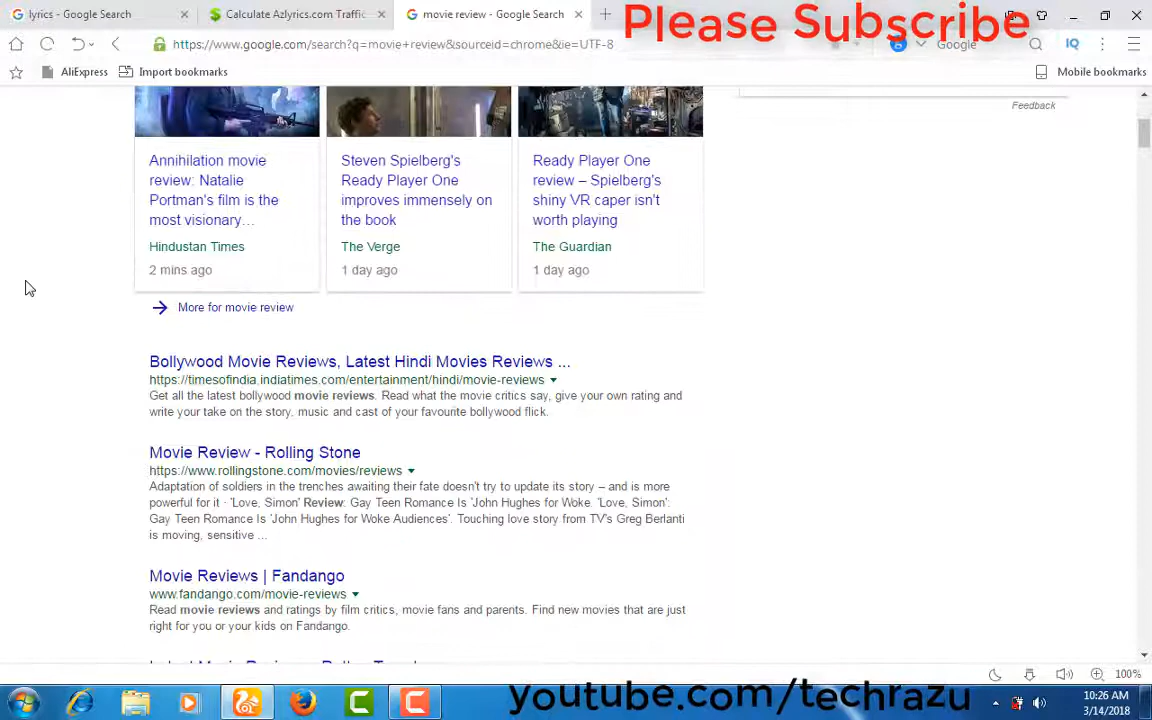 lyrics - Google Search
Calculate Azlyrics.com Traffic
movie review - Google Search
Please Subscribe
https://www.google.com/search?q=movie+review&sourceid=chrome&ie=UTF-8
Google
IQ
AliExpress
Import bookmarks
Mobile bookmarks
Feedback
Annihilation movie review: Natalie Portman's film is the most visionary…
Hindustan Times
2 mins ago
Steven Spielberg's Ready Player One improves immensely on the book
The Verge
1 day ago
Ready Player One review – Spielberg's shiny VR caper isn't worth playing
The Guardian
1 day ago
More for movie review
Bollywood Movie Reviews, Latest Hindi Movies Reviews ...
https://timesofindia.indiatimes.com/entertainment/hindi/movie-reviews
Get all the latest bollywood movie reviews. Read what the movie critics say, give your own rating and
write your take on the story. music and cast of your favourite bollywood flick.
Movie Review - Rolling Stone
https://www.rollingstone.com/movies/reviews
Adaptation of soldiers in the trenches awaiting their fate doesn't try to update its story – and is more
powerful for it · 'Love, Simon' Review: Gay Teen Romance Is 'John Hughes for Woke. 'Love, Simon':
Gay Teen Romance Is 'John Hughes for Woke Audiences'. Touching love story from TV's Greg Berlanti
is moving, sensitive ...
Movie Reviews | Fandango
www.fandango.com/movie-reviews
Read movie reviews and ratings by film critics, movie fans and parents. Find new movies that are just
right for you or your kids on Fandango.
100%
youtube.com/techrazu
10:26 AM
3/14/2018